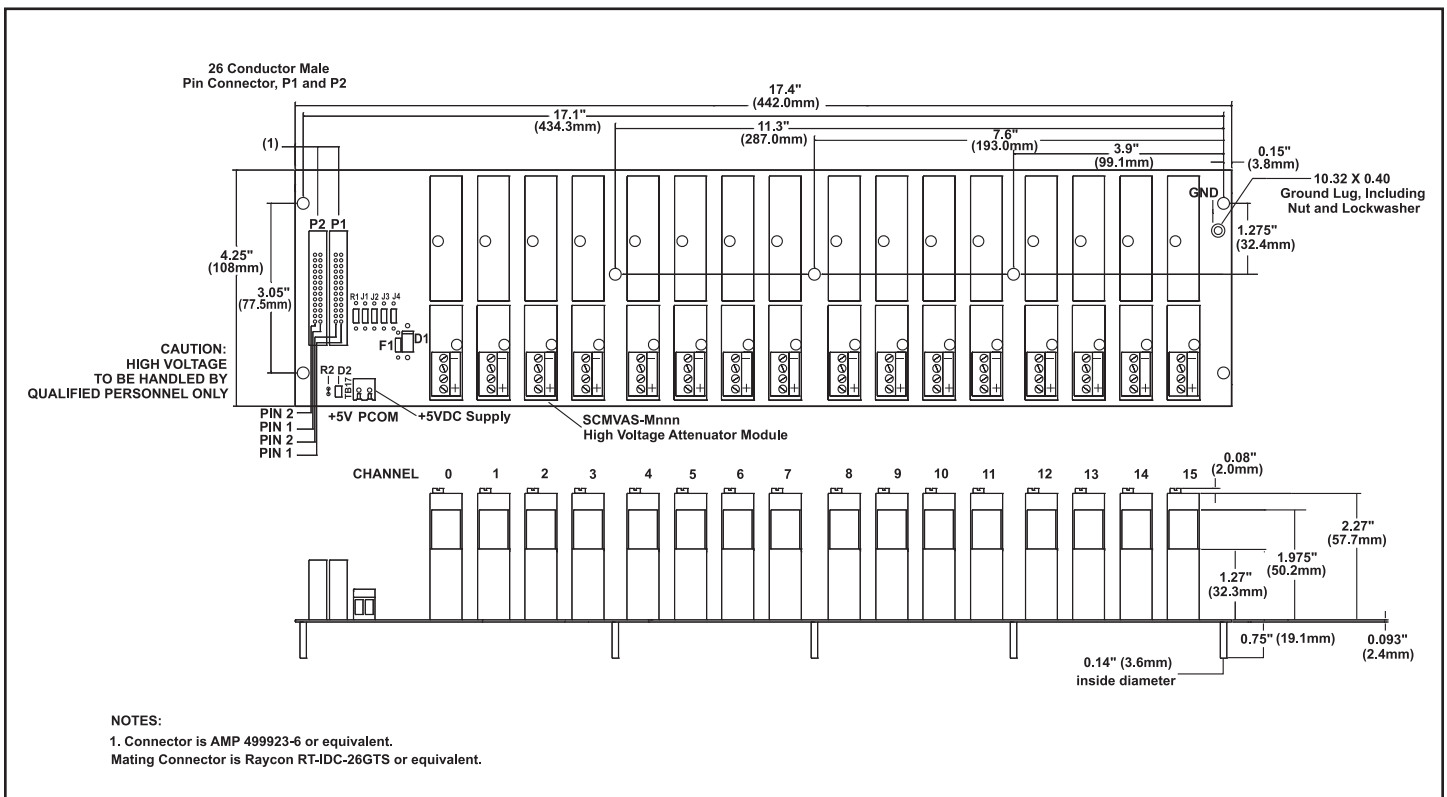 26 Conductor Male
Pin Connector, P1 and P2
17.4"
(442.0mm)
17.1"
(434.3mm)
11.3"
(287.0mm)
7.6"
(193.0mm)
3.9"
(99.1mm)
0.15"
(3.8mm)
(1)
10.32 X 0.40
Ground Lug, Including
Nut and Lockwasher
GND
P2 P1
1.275"
(32.4mm)
4.25"
(108mm)
3.05"
(77.5mm)
R1 J1 J2 J3 J4
F1
D1
CAUTION:
HIGH VOLTAGE
TO BE HANDLED BY
QUALIFIED PERSONNEL ONLY
R2 D2
TB17
+ + + + + + + + + + + + + + + +
PIN 2
PIN 1
PIN 2
PIN 1
+5V PCOM
+5VDC Supply
SCMVAS-Mnnn
High Voltage Attenuator Module
CHANNEL 0 1 2 3 4 5 6 7 8 9 10 11 12 13 14 15
0.08"
(2.0mm)
2.27"
(57.7mm)
1.975"
(50.2mm)
1.27"
(32.3mm)
0.75" (19.1mm)
0.093"
(2.4mm)
0.14" (3.6mm)
inside diameter
NOTES:
1. Connector is AMP 499923-6 or equivalent.
Mating Connector is Raycon RT-IDC-26GTS or equivalent.